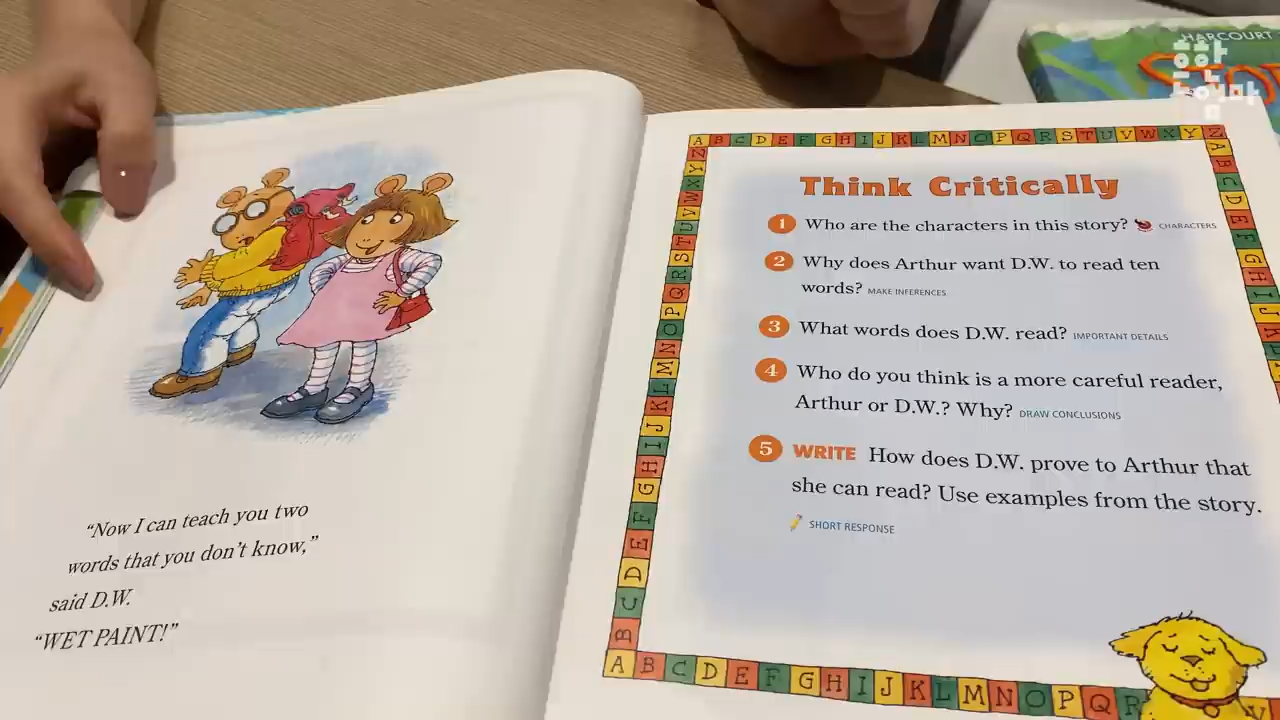 HARCOURT
“Now I can teach you two
words that you don’t know,”
said D.W.
“WET PAINT!”
A B C D E F G H I J K L M N O P Q R S T U V W X Y Z
Think Critically
1 Who are the characters in this story? CHARACTERS
2 Why does Arthur want D.W. to read ten
words? MAKE INFERENCES
3 What words does D.W. read? IMPORTANT DETAILS
4 Who do you think is a more careful reader,
Arthur or D.W.? Why? DRAW CONCLUSIONS
5 WRITE How does D.W. prove to Arthur that
she can read? Use examples from the story.
SHORT RESPONSE
A B C D E F G H I J K L M N O P Q R